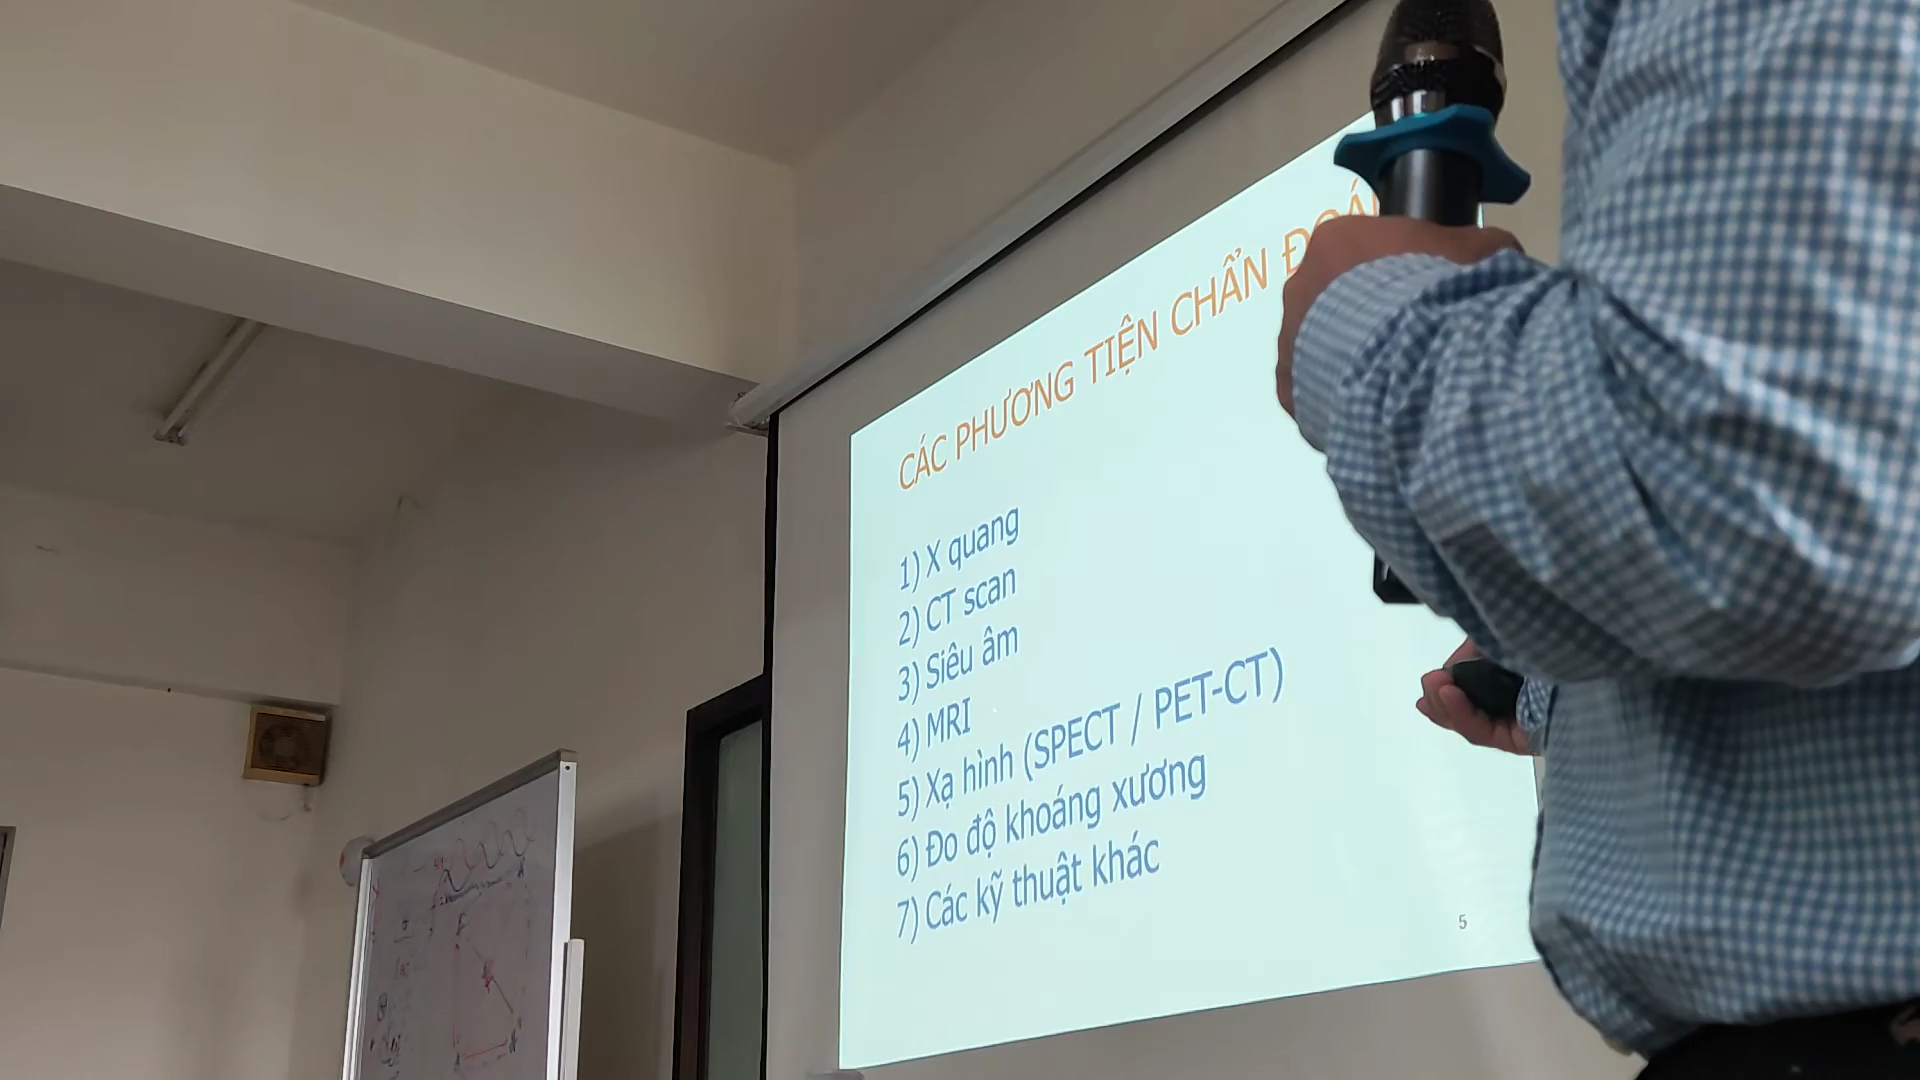 CÁC PHƯƠNG TIỆN CHẨN
1) X quang
2) CT scan
3) Siêu âm
4) MRI
5) Xạ hình (SPECT / PET-CT)
6) Đo độ khoáng xương
7) Các kỹ thuật khác
5